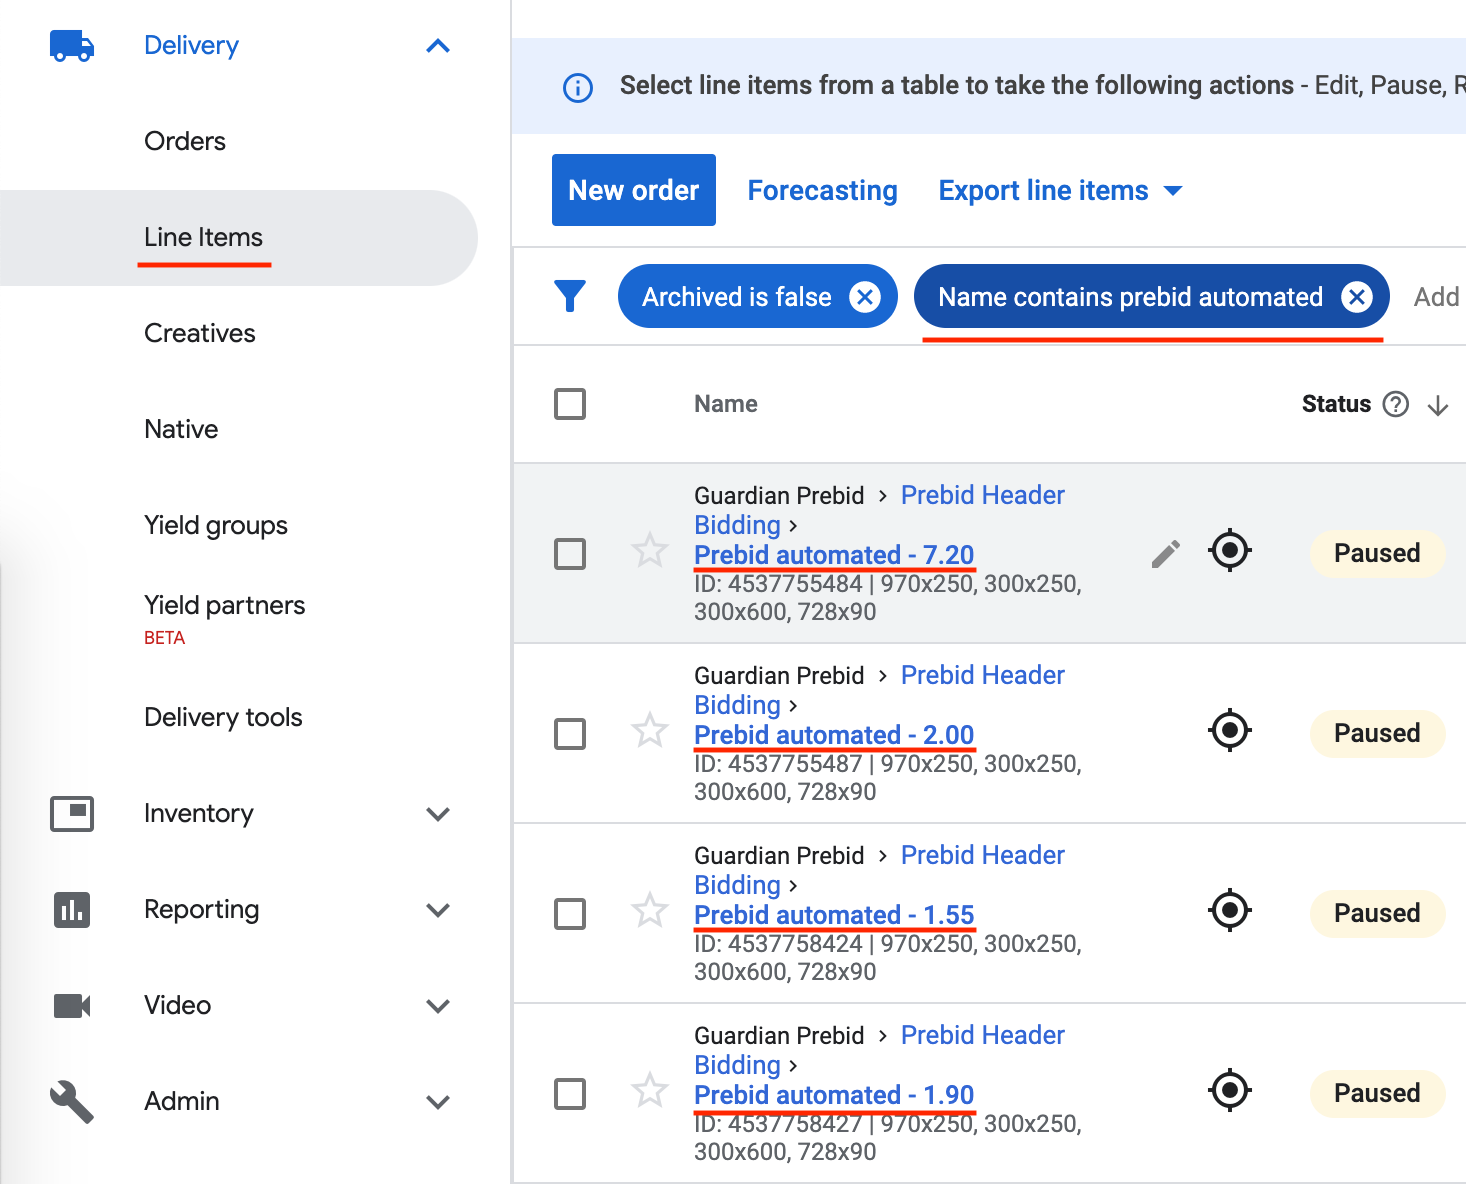 Delivery
Orders
Line Items
Creatives
Native
Yield groups
Yield partners
BETA
Delivery tools
Inventory
Reporting
Video
Admin
Select line items from a table to take the following actions - Edit, Pause, R
New order
Forecasting
Export line items
Archived is false
Name contains prebid automated
Add
Name
Status
Guardian Prebid > Prebid Header
Bidding >
Prebid automated - 7.20
ID: 4537755484 | 970x250, 300x250,
300x600, 728x90
Paused
Guardian Prebid > Prebid Header
Bidding >
Prebid automated - 2.00
ID: 4537755487 | 970x250, 300x250,
300x600, 728x90
Paused
Guardian Prebid > Prebid Header
Bidding >
Prebid automated - 1.55
ID: 4537758424 | 970x250, 300x250,
300x600, 728x90
Paused
Guardian Prebid > Prebid Header
Bidding >
Prebid automated - 1.90
ID: 4537758427 | 970x250, 300x250,
300x600, 728x90
Paused